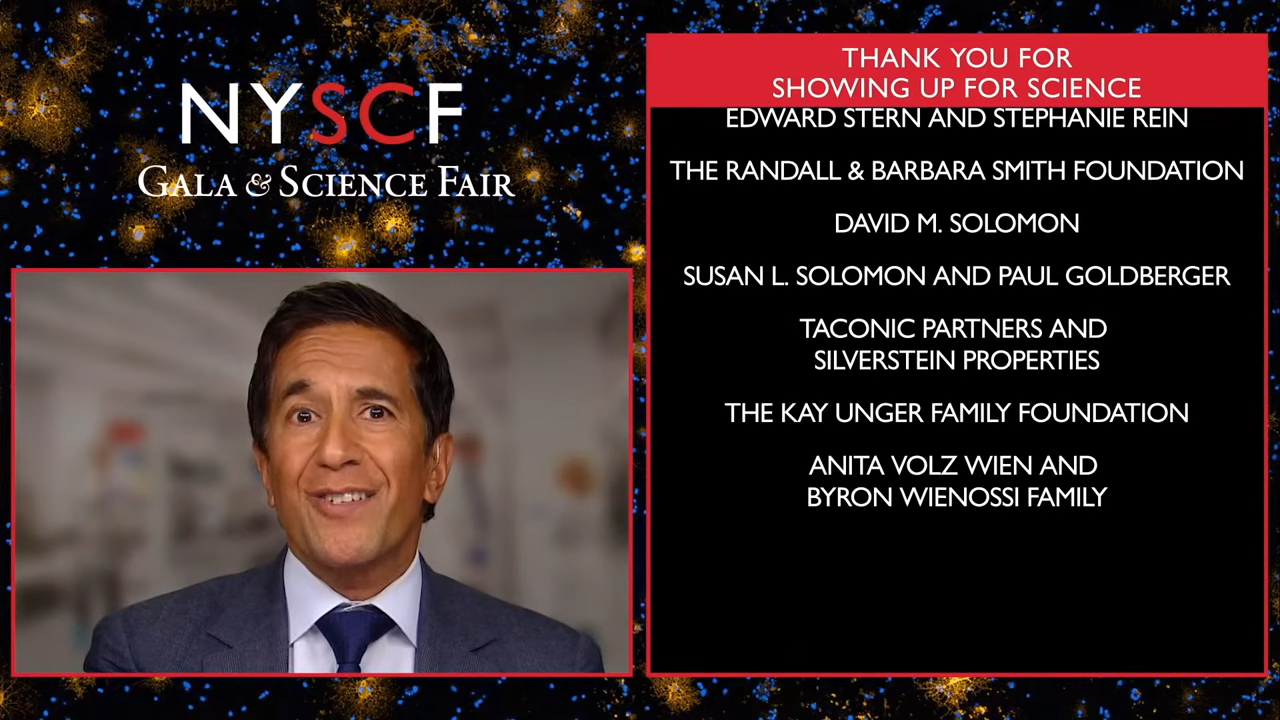 NYSCF
GALA & SCIENCE FAIR
THANK YOU FOR
SHOWING UP FOR SCIENCE
EDWARD STERN AND STEPHANIE REIN
THE RANDALL & BARBARA SMITH FOUNDATION
DAVID M. SOLOMON
SUSAN L. SOLOMON AND PAUL GOLDBERGER
TACONIC PARTNERS AND
SILVERSTEIN PROPERTIES
THE KAY UNGER FAMILY FOUNDATION
ANITA VOLZ WIEN AND
BYRON WIENOSSI FAMILY